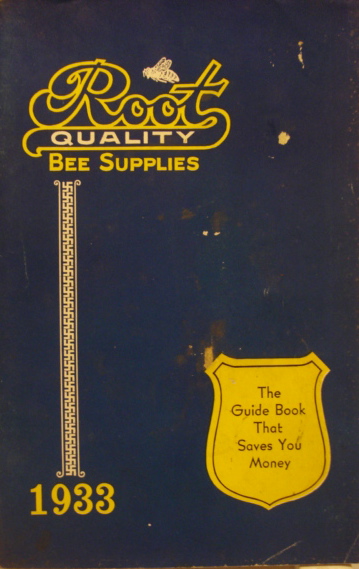 Root
QUALITY
BEE SUPPLIES
1933
The
Guide Book
That
Saves You
Money